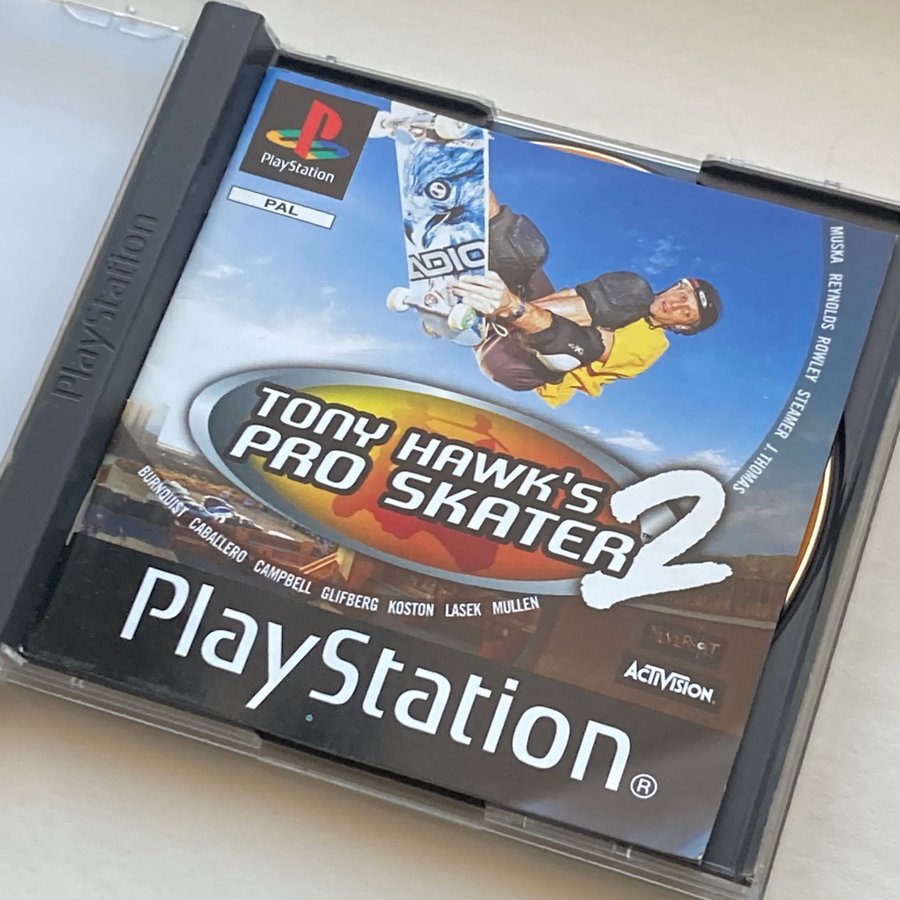 PlayStation
PlayStation
PAL
ADIO
MUSKA REYNOLDS ROWLEY STEAMER J. THOMAS
TONY HAWK'S
PRO SKATER 2
BURNQUIST CABALLERO CAMPBELL GLIFBERG KOSTON LASEK MULLEN
ACTIVISION.
PlayStation®